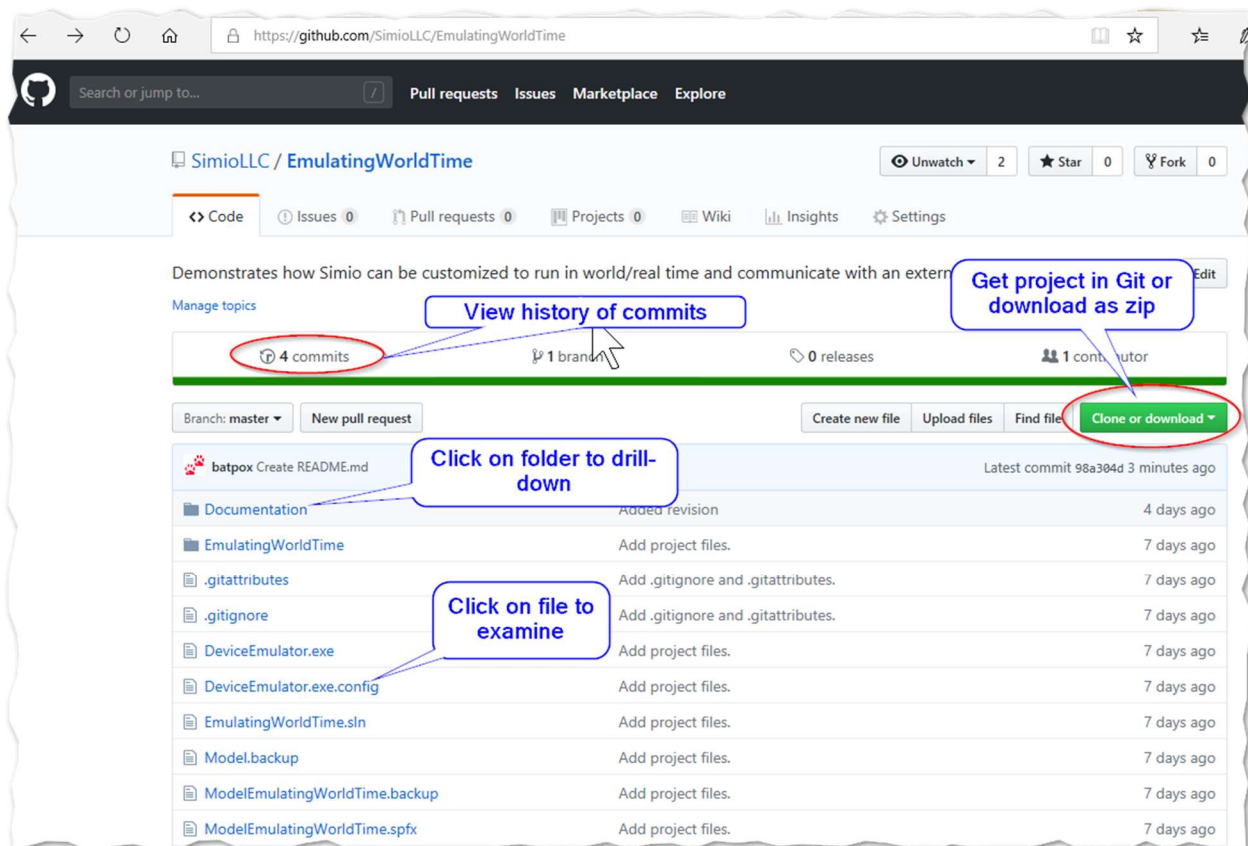 https://github.com/SimioLLC/EmulatingWorldTime
Search or jump to... / Pull requests Issues Marketplace Explore
SimioLLC / EmulatingWorldTime Unwatch 2 Star 0 Fork 0
<> Code Issues 0 Pull requests 0 Projects 0 Wiki Insights Settings
Demonstrates how Simio can be customized to run in world/real time and communicate with an extern Edit
Get project in Git or
download as zip
Manage topics
View history of commits
4 commits 1 branch 0 releases 1 contributor
Branch: master New pull request Create new file Upload files Find file Clone or download
batpox Create README.md Latest commit 98a304d 3 minutes ago
Click on folder to drill-
down
Documentation Added revision 4 days ago
EmulatingWorldTime Add project files. 7 days ago
.gitattributes Add .gitignore and .gitattributes. 7 days ago
Click on file to
examine
.gitignore Add .gitignore and .gitattributes. 7 days ago
DeviceEmulator.exe Add project files. 7 days ago
DeviceEmulator.exe.config Add project files. 7 days ago
EmulatingWorldTime.sln Add project files. 7 days ago
Model.backup Add project files. 7 days ago
ModelEmulatingWorldTime.backup Add project files. 7 days ago
ModelEmulatingWorldTime.spfx Add project files. 7 days ago